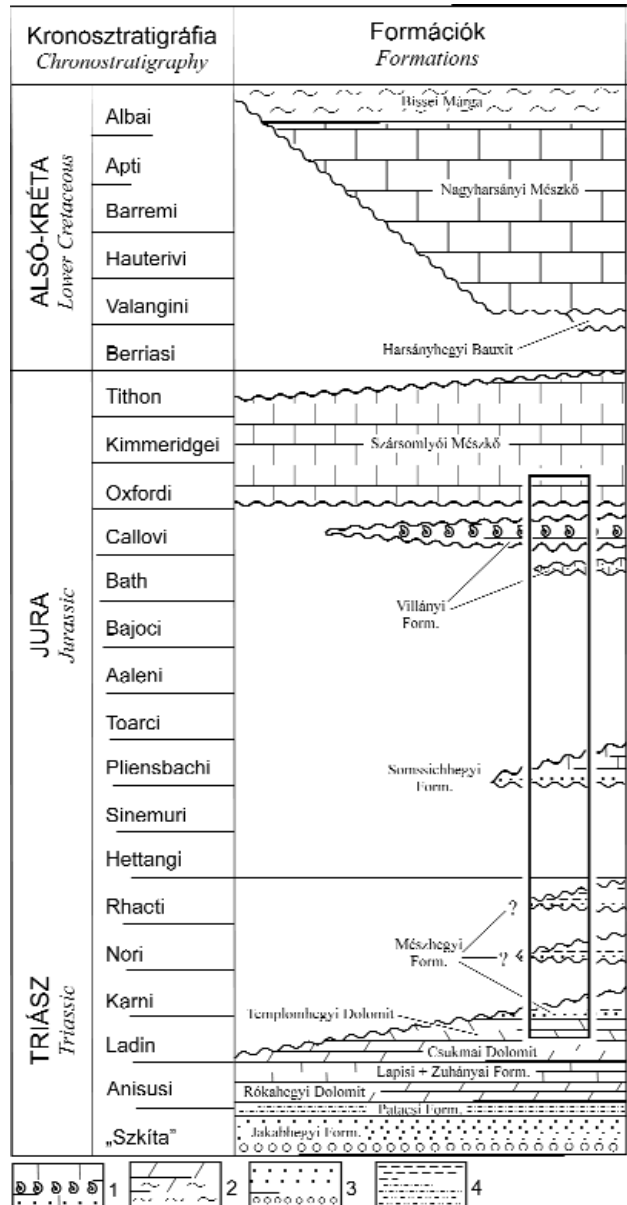 Kronosztratigráfia
Chronostratigraphy
Formációk
Formations
ALSÓ-KRÉTA
Lower Cretaceous
Albai
Apti
Barremi
Hauterivi
Valangini
Berriasi
Bissei Márga
Nagyharsányi Mészkő
Harsányhegyi Bauxit
JURA
Jurassic
Tithon
Kimmeridgei
Oxfordi
Callovi
Bath
Bajoci
Aaleni
Toarci
Pliensbachi
Sinemuri
Hettangi
Szársomlyói Mészkő
Villányi
Form.
Somssichhegyi
Form.
TRIÁSZ
Triassic
Rhaeti
Nori
Karni
Ladin
Anisusi
„Szkíta”
?
Mészhegyi
Form.
?
Templomhegyi Dolomit
Csukmai Dolomit
Lapisi + Zuhányai Form.
Rókahegyi Dolomit
Patacsi Form.
Jakabhegyi Form.
1
2
3
4